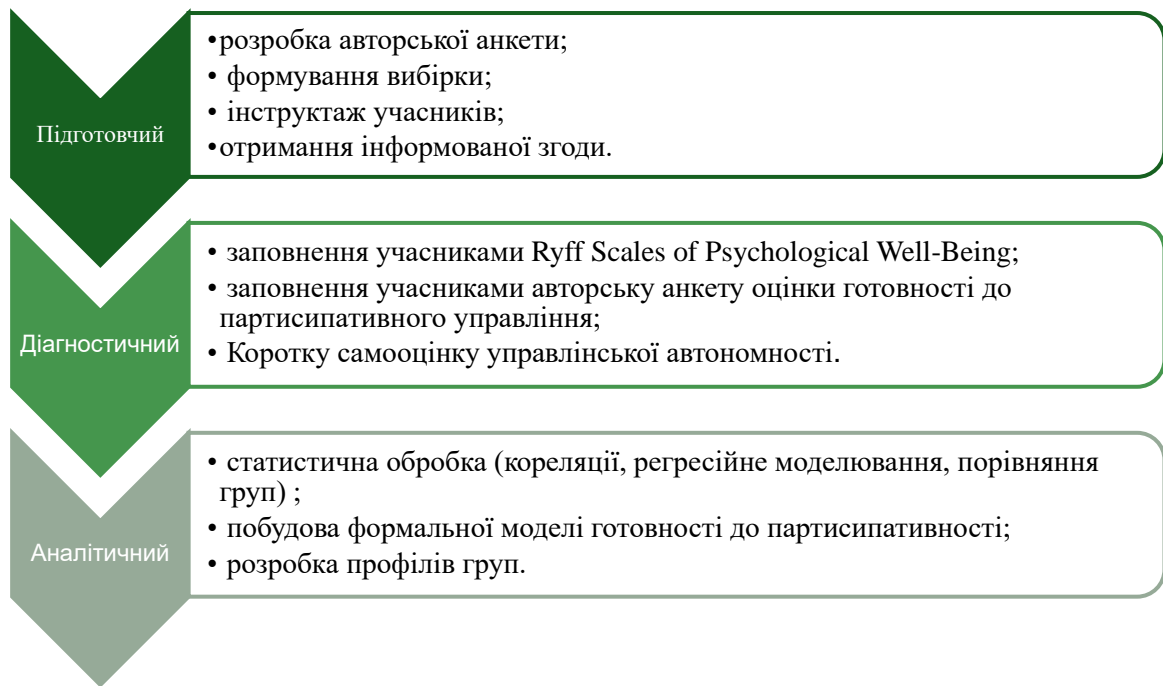 Підготовчий
•розробка авторської анкети;
• формування вибірки;
• інструктаж учасників;
•отримання інформованої згоди.
Діагностичний
• заповнення учасниками Ryff Scales of Psychological Well-Being;
• заповнення учасниками авторську анкету оцінки готовності до
партисипативного управління;
• Коротку самооцінку управлінської автономності.
Аналітичний
• статистична обробка (кореляції, регресійне моделювання, порівняння
груп) ;
• побудова формальної моделі готовності до партисипативності;
• розробка профілів груп.